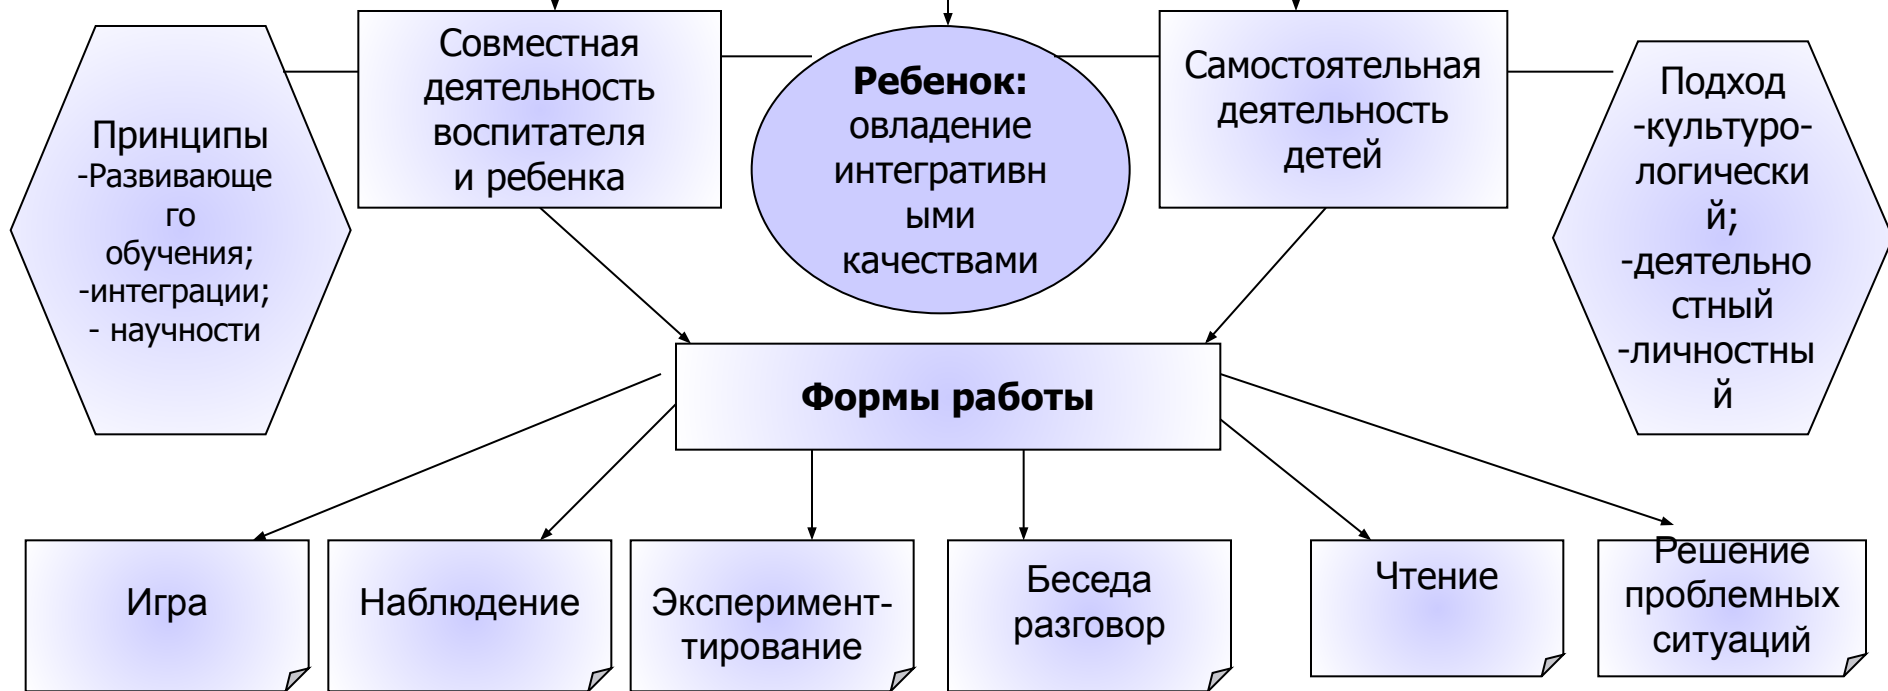 Принципы
-Развивающе
го
обучения;
-интеграции;
- научности
Совместная
деятельность
воспитателя
и ребенка
Ребенок:
овладение
интегративн
ыми
качествами
Самостоятельная
деятельность
детей
Подход
-культуро-
логически
й;
-деятельно
стный
-личностны
й
Формы работы
Игра
Наблюдение
Эксперимент-
тирование
Беседа
разговор
Чтение
Решение
проблемных
ситуаций